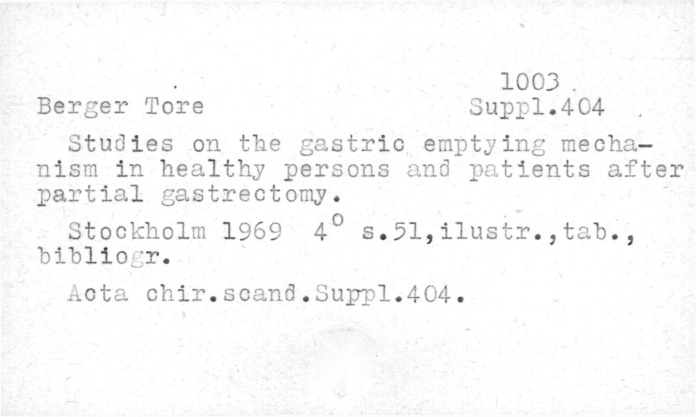 1003.
Berger Tore Suppl.404
Studies on the gastric emptying mecha-
nism in healthy persons and patients after
partial gastrectomy.
Stockholm 1969 4° s.51,ilustr.,tab.,
bibliogr.
Acta chir.scand.Suppl.404.